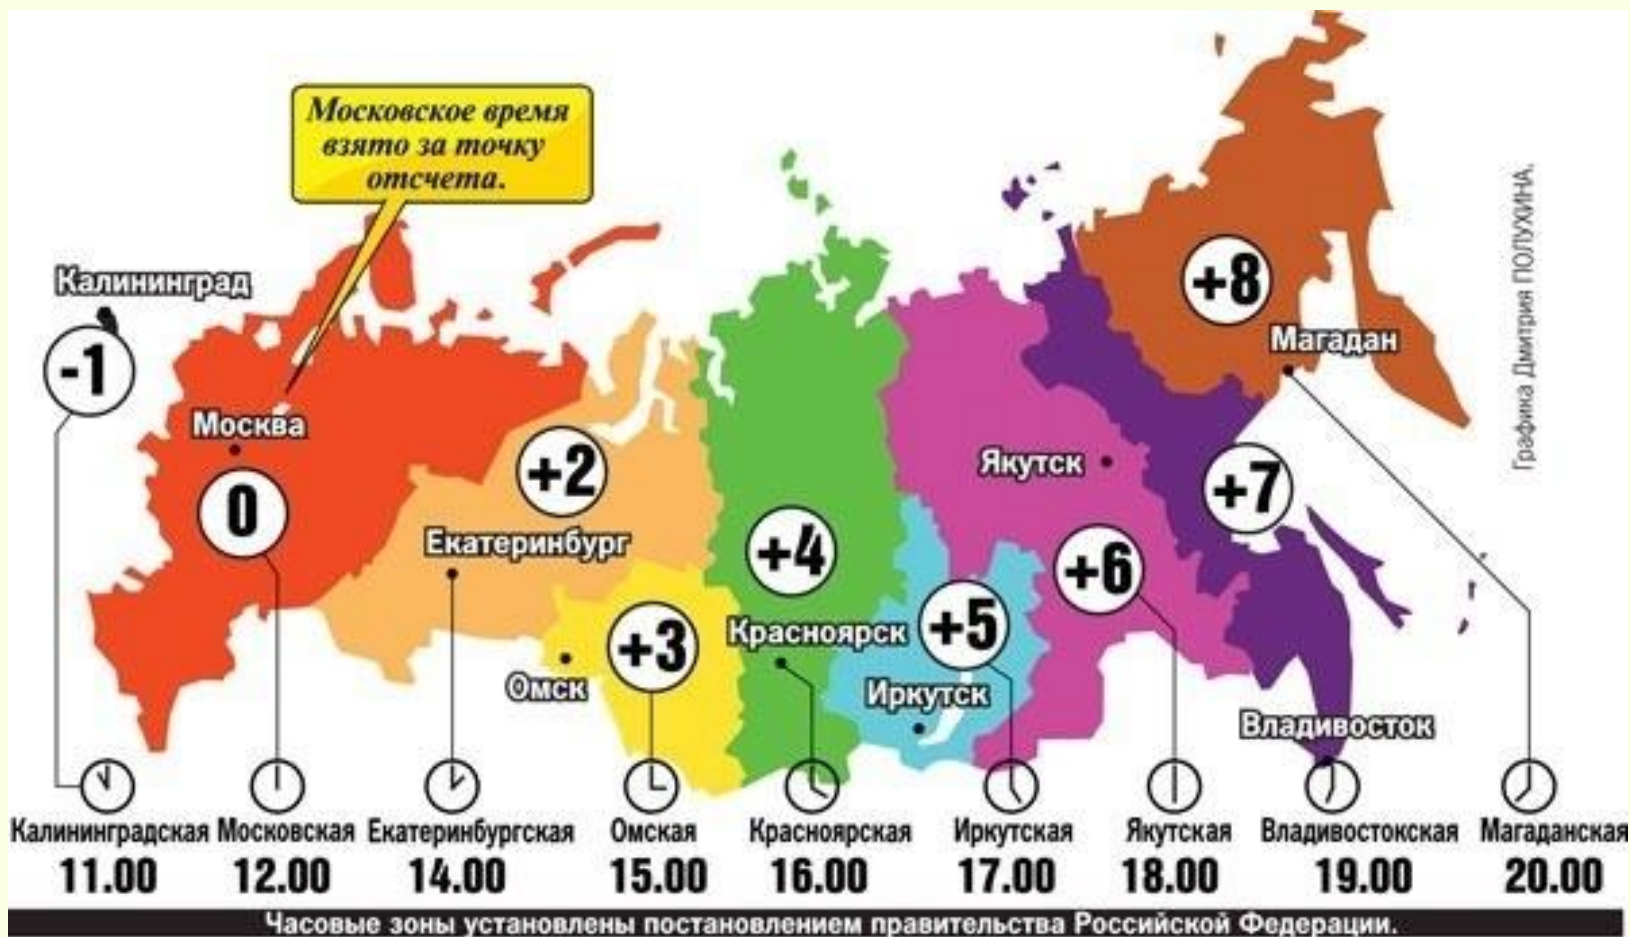 Московское время
взято за точку
отсчета.
Калининград
-1
Москва
0
+2
Екатеринбург
+3
Омск
+4
Красноярск
+5
Иркутск
Якутск
+6
+7
Владивосток
+8
Магадан
Графика Дмитрия ПОЛУХИНА.
Калининградская Московская Екатеринбургская Омская Красноярская Иркутская Якутская Владивостокская Магаданская
11.00 12.00 14.00 15.00 16.00 17.00 18.00 19.00 20.00
Часовые зоны установлены постановлением правительства Российской Федерации.